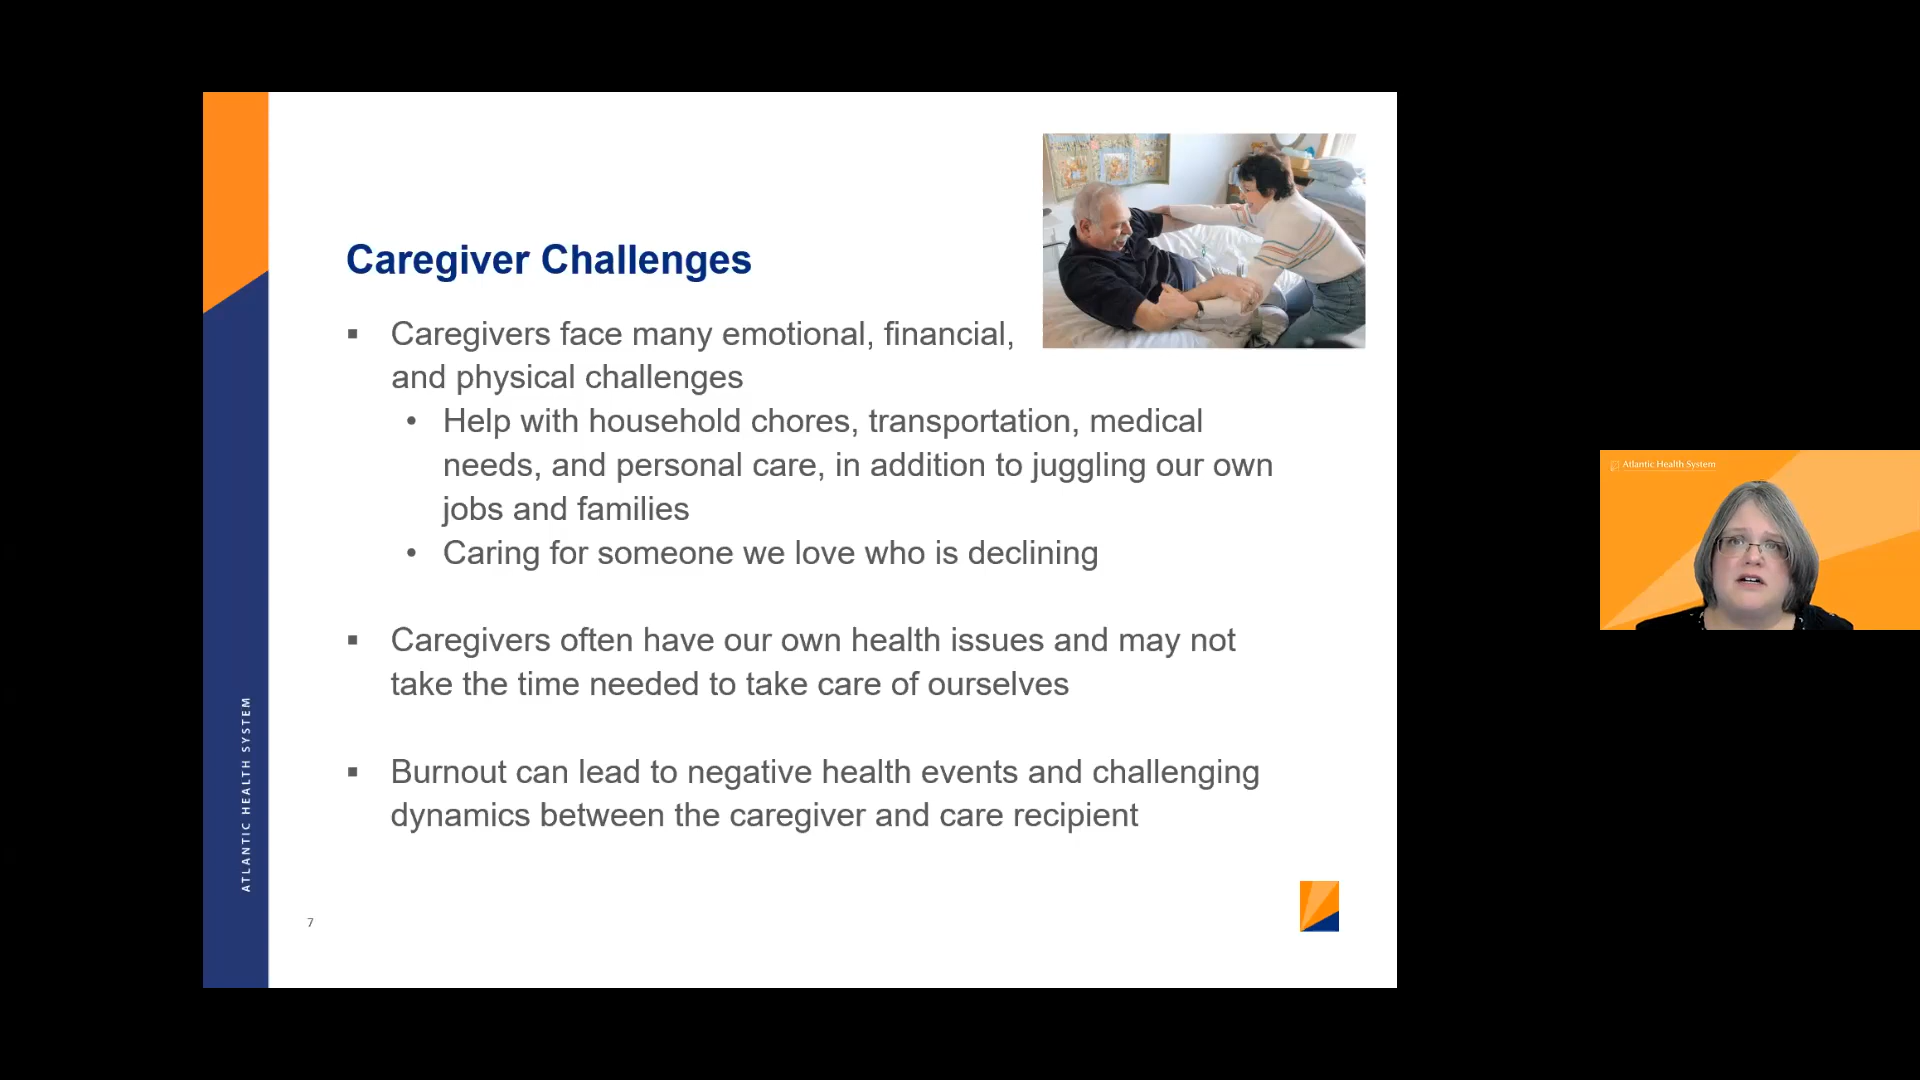 Caregiver Challenges
▪ Caregivers face many emotional, financial,
and physical challenges
• Help with household chores, transportation, medical
needs, and personal care, in addition to juggling our own
jobs and families
• Caring for someone we love who is declining
▪ Caregivers often have our own health issues and may not
take the time needed to take care of ourselves
▪ Burnout can lead to negative health events and challenging
dynamics between the caregiver and care recipient
ATLANTIC HEALTH SYSTEM
7
Atlantic Health System